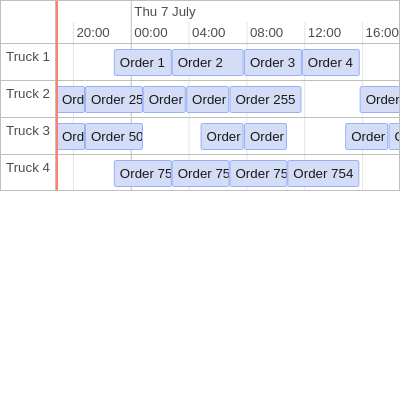 Thu 7 July
20:00 00:00 04:00 08:00 12:00 16:00
Truck 1 Order 1 Order 2 Order 3 Order 4
Truck 2 Ord Order 25 Order Order Order 255 Order
Truck 3 Ord Order 50 Order Order Order
Truck 4 Order 75 Order 75 Order 75 Order 754